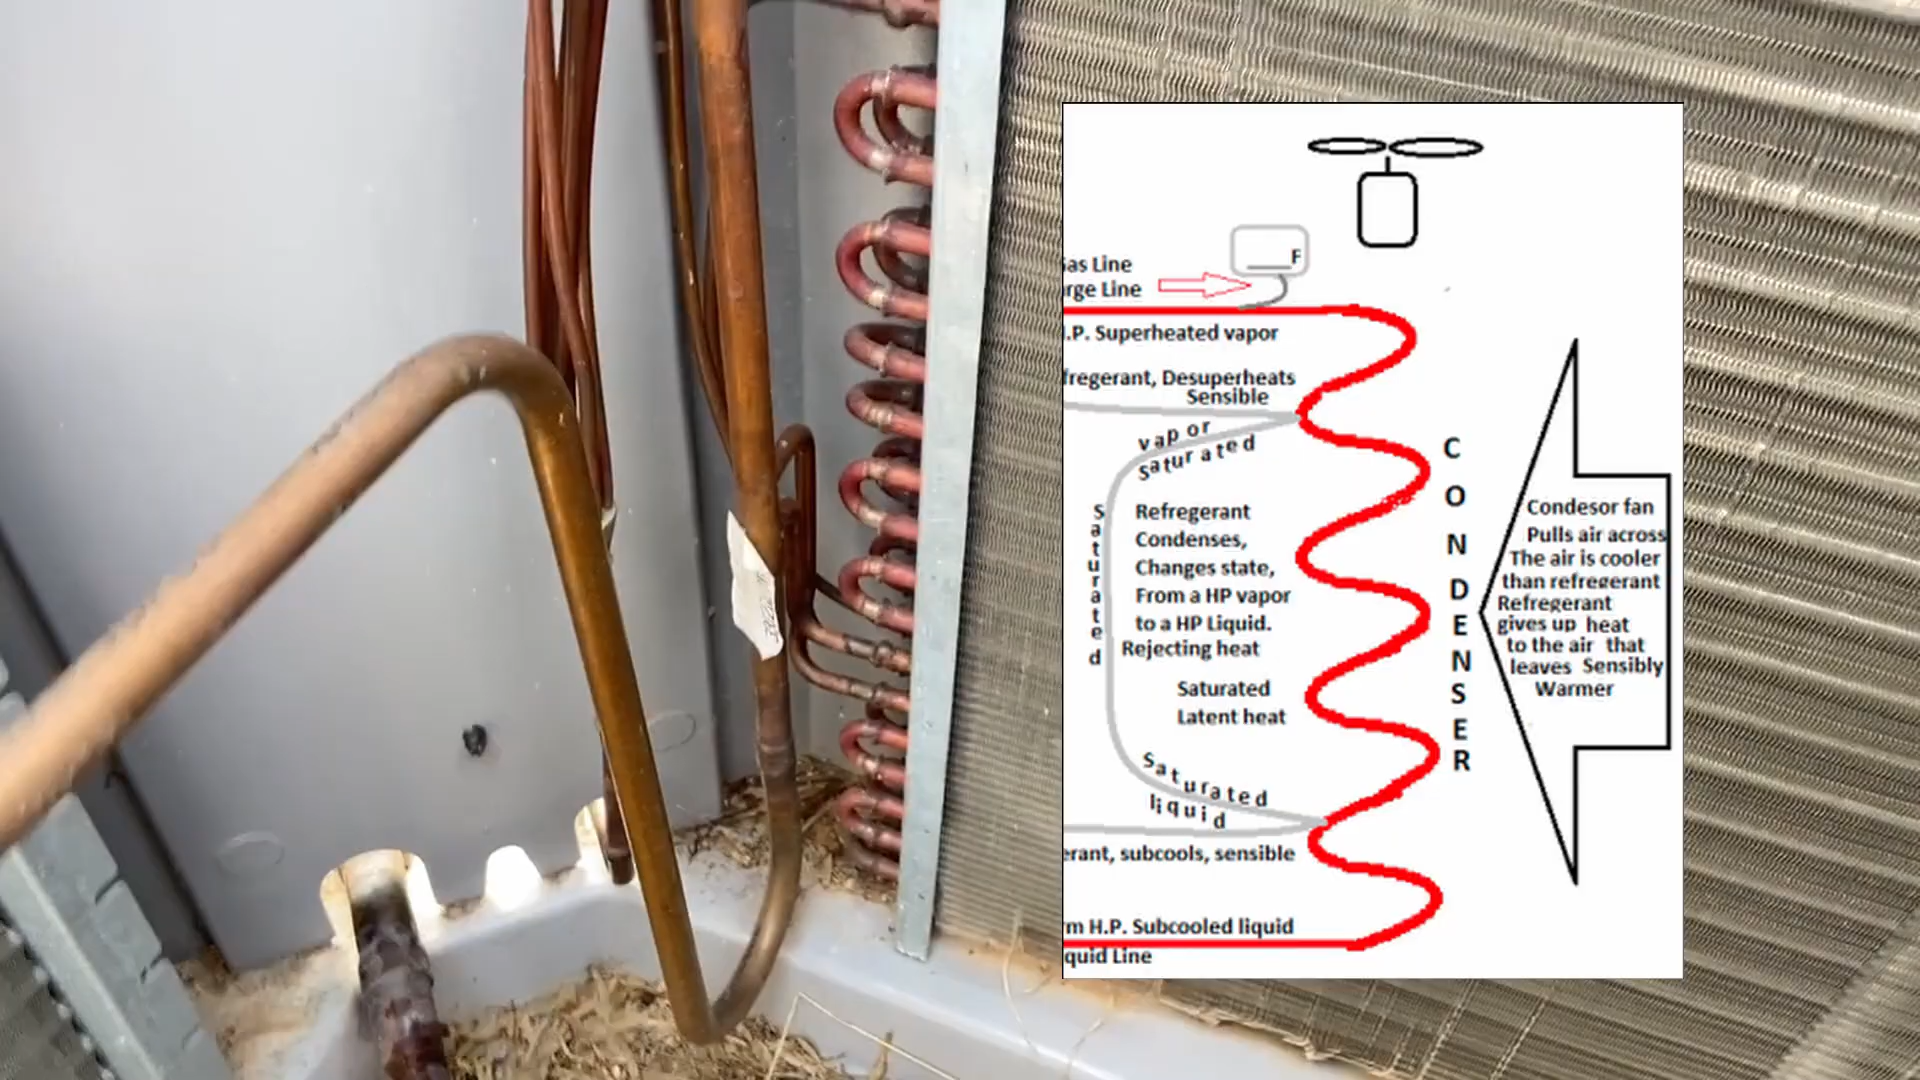 F
Gas Line
rge Line
.P. Superheated vapor
fregerant, Desuperheats
Sensible
vapor
saturated
Saturated
Refregerant
Condenses,
Changes state,
From a HP vapor
to a HP Liquid.
Rejecting heat
Saturated
Latent heat
Saturated
liquid
erant, subcools, sensible
rm H.P. Subcooled liquid
quid Line
CONDENSER
Condesor fan
Pulls air across
The air is cooler
than refregerant
Refregerant
gives up heat
to the air that
leaves Sensibly
Warmer